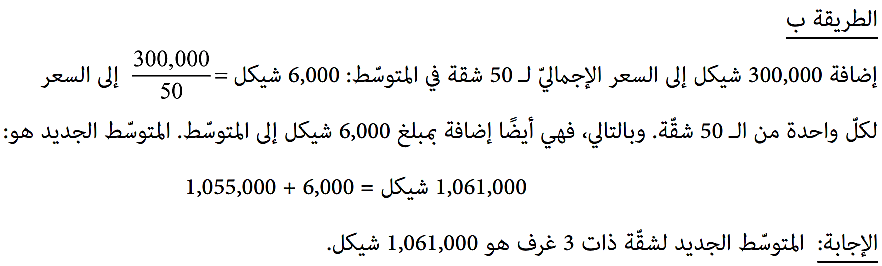 الطريقة ب
إضافة 300,000 شيكل إلى السعر الإجماليّ لـ 50 شقة في المتوسّط: 6,000 شيكل = 300,000/50 إلى السعر
لكلّ واحدة من الـ 50 شقّة. وبالتالي، فهي أيضًا إضافة بمبلغ 6,000 شيكل إلى المتوسّط. المتوسّط الجديد هو:
1,055,000 + 6,000 = شيكل 1,061,000
الإجابة: المتوسّط الجديد لشقّة ذات 3 غرف هو 1,061,000 شيكل.